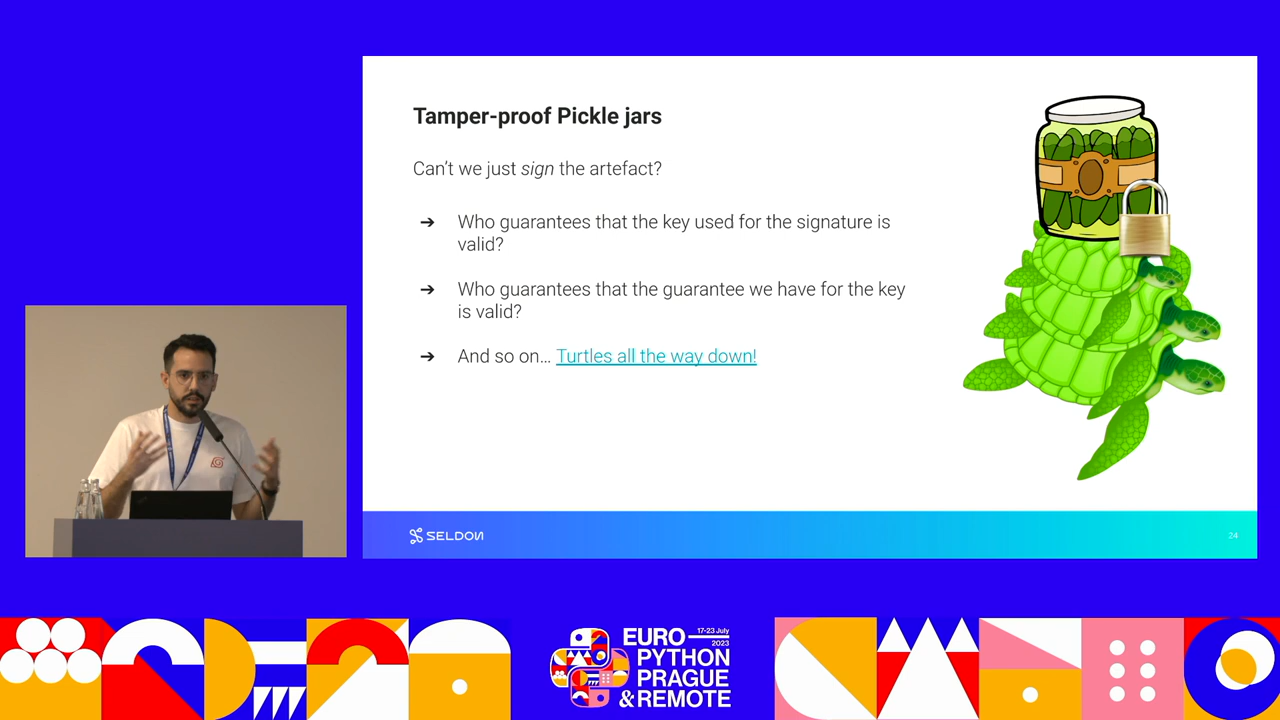 Tamper-proof Pickle jars
Can't we just sign the artefact?
➔ Who guarantees that the key used for the signature is
valid?
➔ Who guarantees that the guarantee we have for the key
is valid?
➔ And so on… Turtles all the way down!
SELDON
24
EURO
17-23 July
2023
PYTHON
PRAGUE
& REMOTE